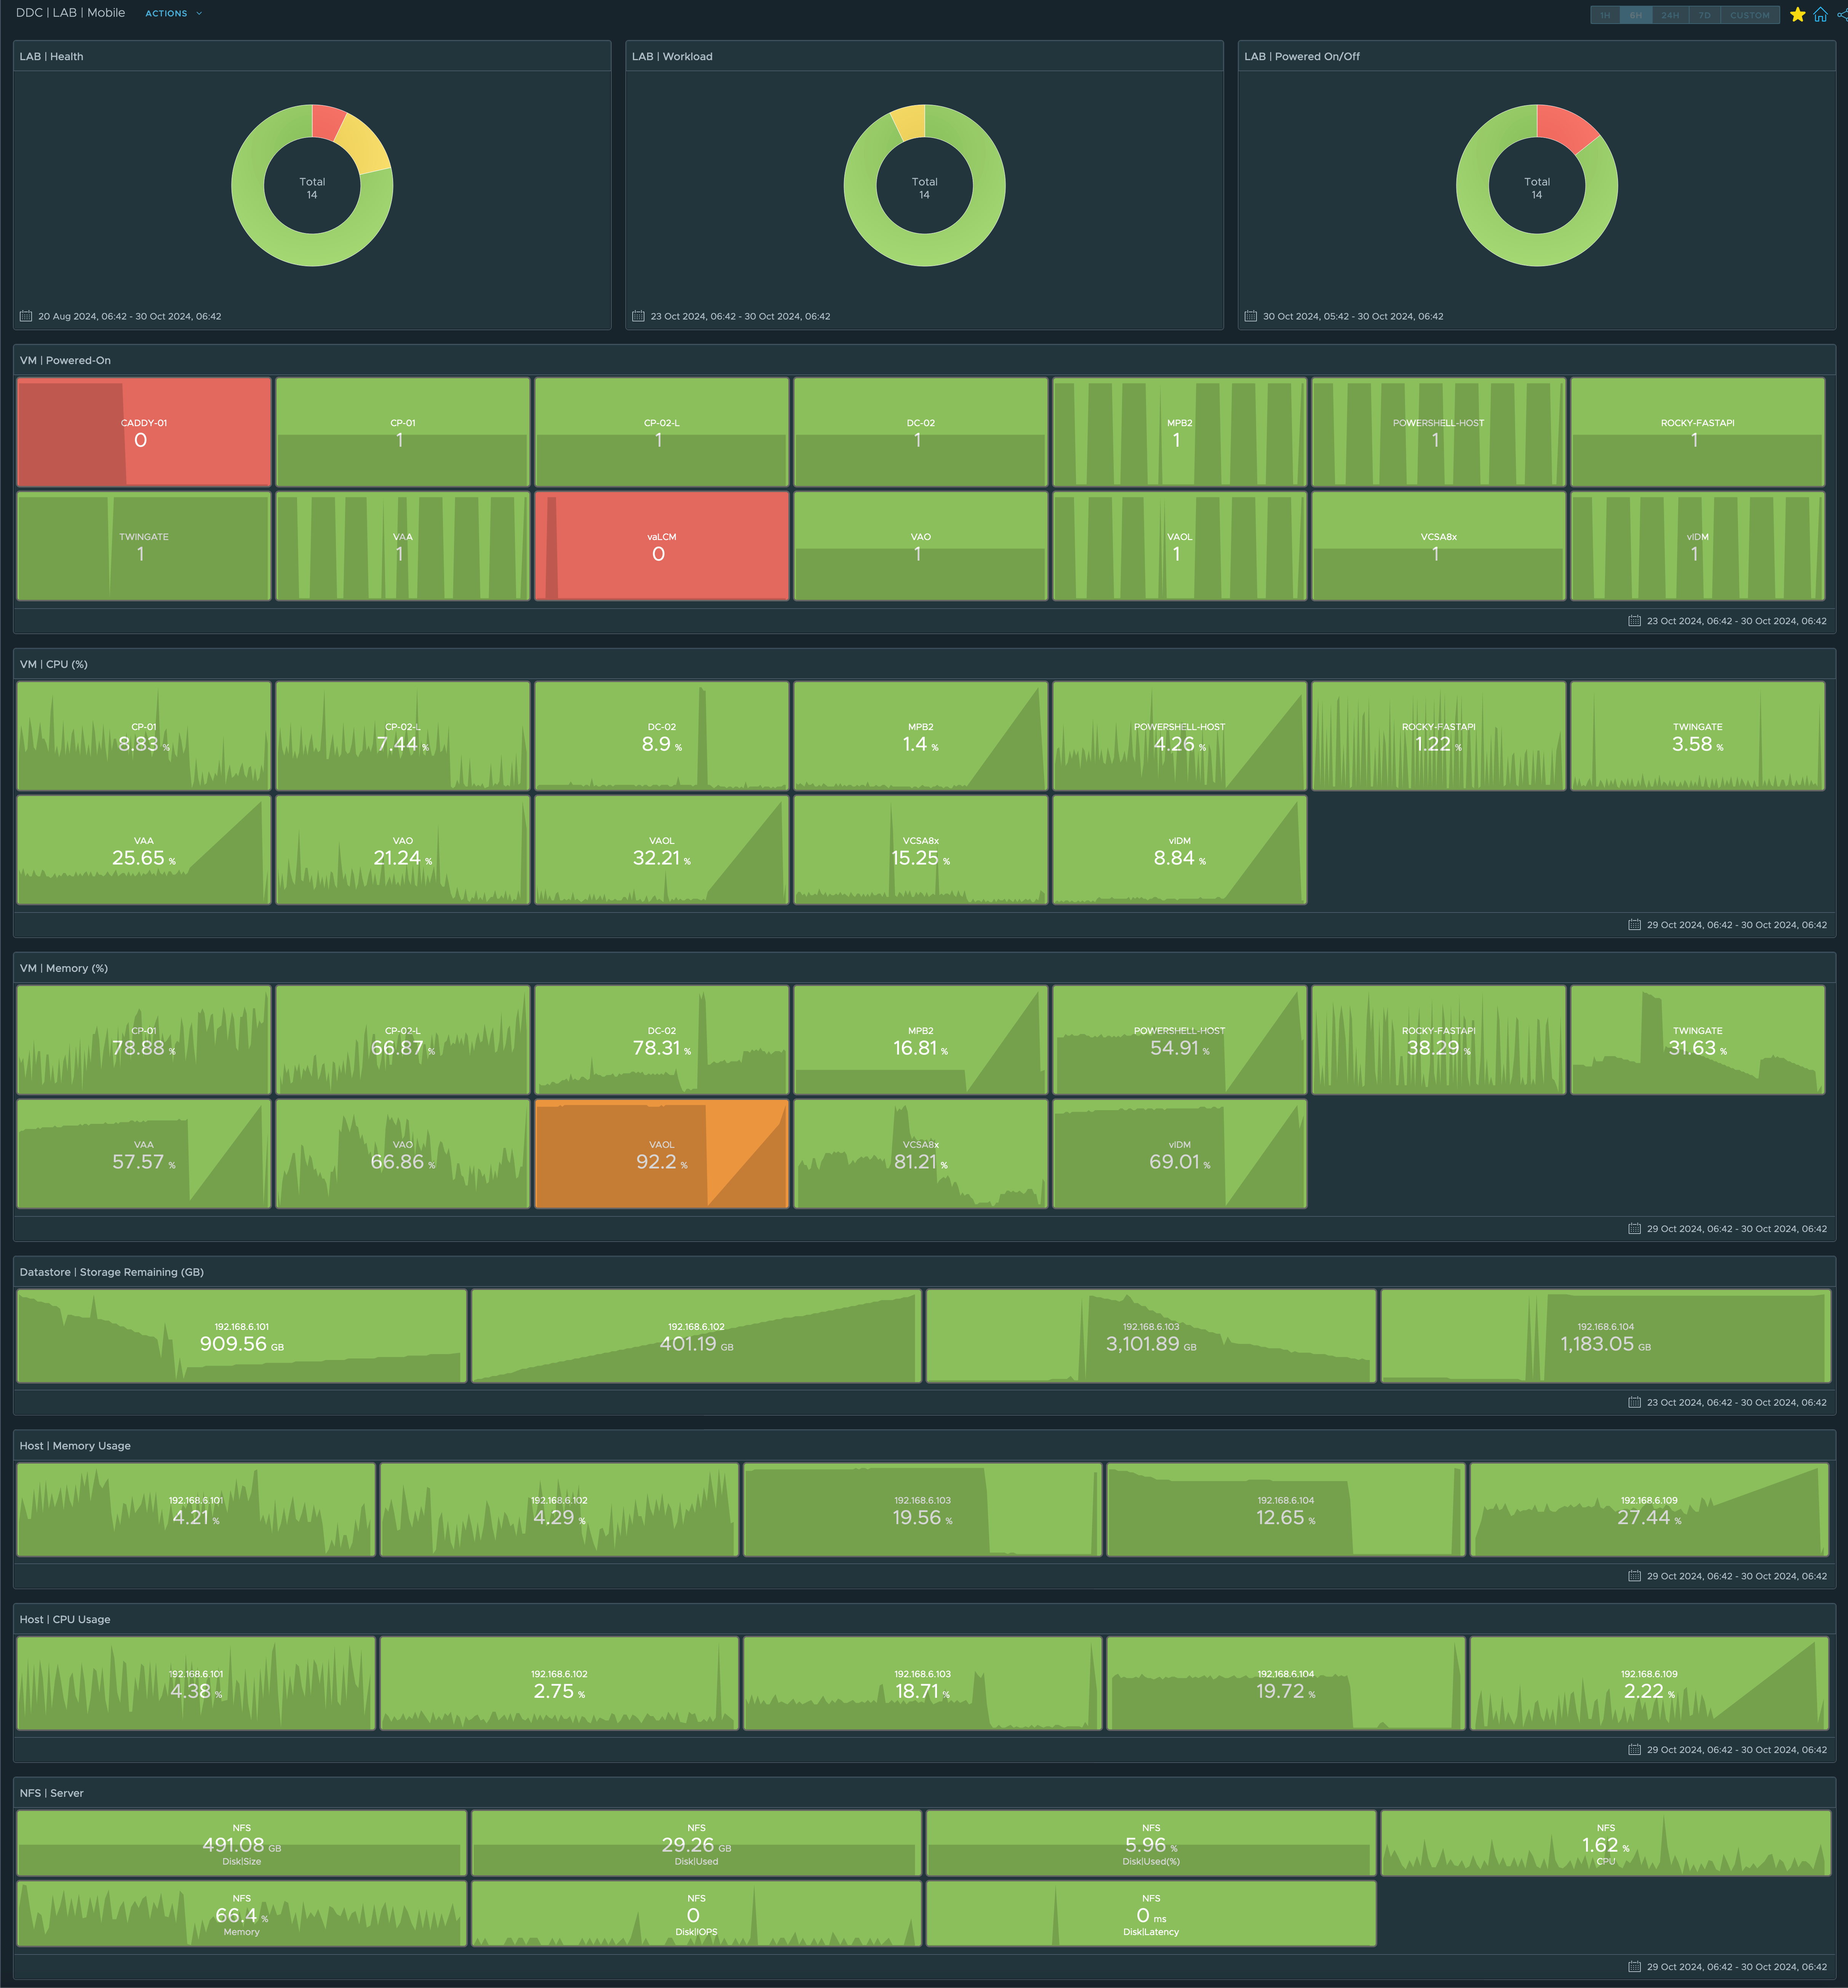 DDC | LAB | Mobile ACTIONS 1H 6H 24H 7D CUSTOM
LAB | Health
Total
14
20 Aug 2024, 06:42 - 30 Oct 2024, 06:42
LAB | Workload
Total
14
23 Oct 2024, 06:42 - 30 Oct 2024, 06:42
LAB | Powered On/Off
Total
14
30 Oct 2024, 05:42 - 30 Oct 2024, 06:42
VM | Powered-On
CADDY-01
0
CP-01
1
CP-02-L
1
DC-02
1
MPB2
1
POWERSHELL-HOST
1
ROCKY-FASTAPI
1
TWINGATE
1
VAA
1
vaLCM
0
VAO
1
VAOL
1
VCSA8x
1
vIDM
1
23 Oct 2024, 06:42 - 30 Oct 2024, 06:42
VM | CPU (%)
CP-01
8.83 %
CP-02-L
7.44 %
DC-02
8.9 %
MPB2
1.4 %
POWERSHELL-HOST
4.26 %
ROCKY-FASTAPI
1.22 %
TWINGATE
3.58 %
VAA
25.65 %
VAO
21.24 %
VAOL
32.21 %
VCSA8x
15.25 %
vIDM
8.84 %
29 Oct 2024, 06:42 - 30 Oct 2024, 06:42
VM | Memory (%)
CP-01
78.88 %
CP-02-L
66.87 %
DC-02
78.31 %
MPB2
16.81 %
POWERSHELL-HOST
54.91 %
ROCKY-FASTAPI
38.29 %
TWINGATE
31.63 %
VAA
57.57 %
VAO
66.86 %
VAOL
92.2 %
VCSA8x
81.21 %
vIDM
69.01 %
29 Oct 2024, 06:42 - 30 Oct 2024, 06:42
Datastore | Storage Remaining (GB)
192.168.6.101
909.56 GB
192.168.6.102
401.19 GB
192.168.6.103
3,101.89 GB
192.168.6.104
1,183.05 GB
23 Oct 2024, 06:42 - 30 Oct 2024, 06:42
Host | Memory Usage
192.168.6.101
4.21 %
192.168.6.102
4.29 %
192.168.6.103
19.56 %
192.168.6.104
12.65 %
192.168.6.109
27.44 %
29 Oct 2024, 06:42 - 30 Oct 2024, 06:42
Host | CPU Usage
192.168.6.101
4.38 %
192.168.6.102
2.75 %
192.168.6.103
18.71 %
192.168.6.104
19.72 %
192.168.6.109
2.22 %
29 Oct 2024, 06:42 - 30 Oct 2024, 06:42
NFS | Server
NFS
491.08 GB
Disk|Size
NFS
29.26 GB
Disk|Used
NFS
5.96 %
Disk|Used(%)
NFS
1.62 %
CPU
NFS
66.4 %
Memory
NFS
0
Disk|IOPS
NFS
0 ms
Disk|Latency
29 Oct 2024, 06:42 - 30 Oct 2024, 06:42